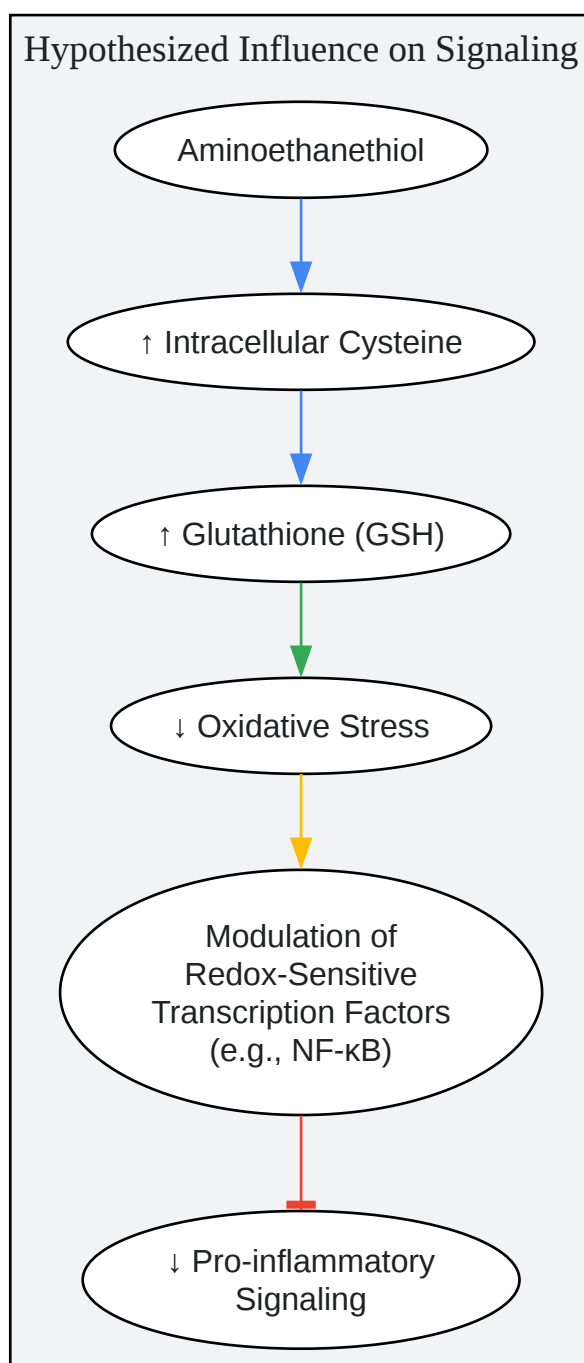 Hypothesized Influence on Signaling
Aminoethanethiol
↑ Intracellular Cysteine
↑ Glutathione (GSH)
↓ Oxidative Stress
Modulation of
Redox-Sensitive
Transcription Factors
(e.g., NF-κB)
↓ Pro-inflammatory
Signaling